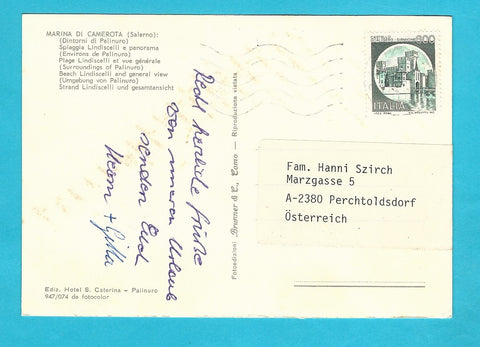 MARINA DI CAMEROTA (Salerno):
(Dintorni di Palinuro)
Spiaggia Lindiscelli e panorama
(Environs de Palinuro)
Plage Lindiscelli et vue générale
(Surroundings of Palinuro)
Beach Lindiscelli and general view
(Umgebung von Palinuro)
Strand Lindiscelli und gesamtansicht
Recht herzliche Grüße
von unserem Urlaub
senden Euch
Ediz. Hotel S. Caterina - Palinuro
947/074 da fotocolor
Fotoedizioni Brunner & C., Como - Riproduzione vietata
800
ITALIA
Fam. Hanni Szirch
Marzgasse 5
A-2380 Perchtoldsdorf
Österreich